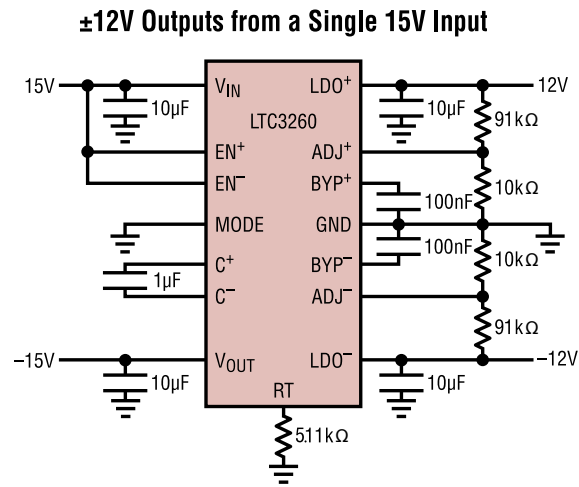 ±12V Outputs from a Single 15V Input
15V
10µF
VIN
LDO+
10µF
12V
LTC3260
91kΩ
EN+
ADJ+
EN–
BYP+
10kΩ
100nF
MODE
GND
100nF
C+
BYP–
10kΩ
1µF
C–
ADJ–
91kΩ
–15V
VOUT
LDO–
–12V
10µF
10µF
RT
5.11kΩ